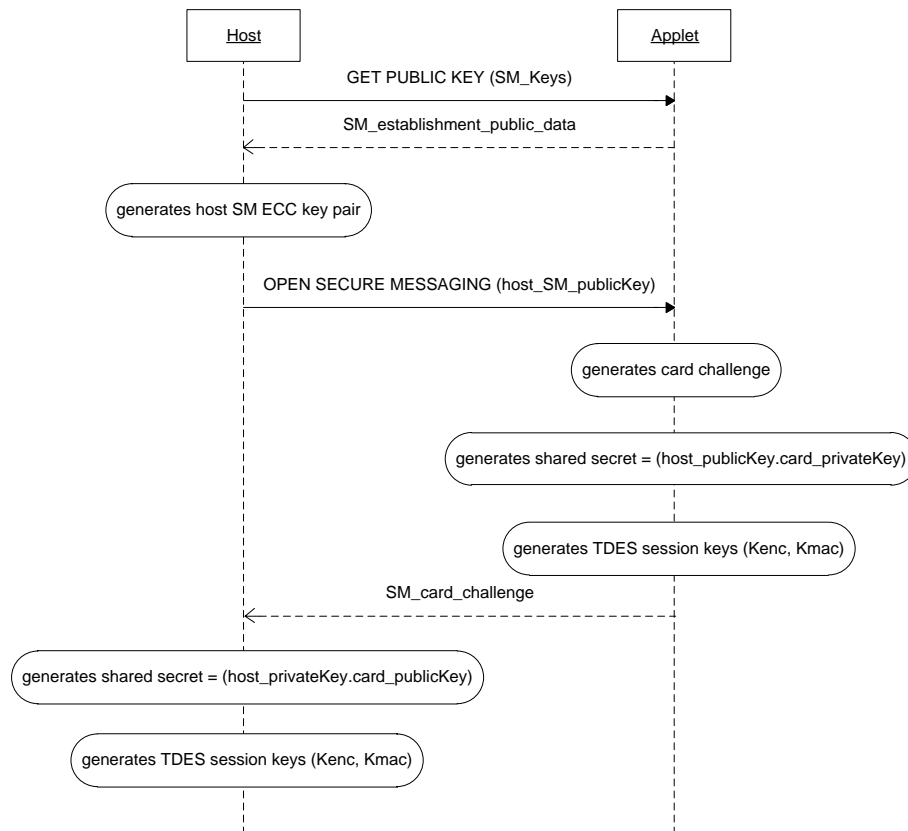 Host
Applet
GET PUBLIC KEY (SM_Keys)
SM_establishment_public_data
generates host SM ECC key pair
OPEN SECURE MESSAGING (host_SM_publicKey)
generates card challenge
generates shared secret = (host_publicKey.card_privateKey)
generates TDES session keys (Kenc, Kmac)
SM_card_challenge
generates shared secret = (host_privateKey.card_publicKey)
generates TDES session keys (Kenc, Kmac)